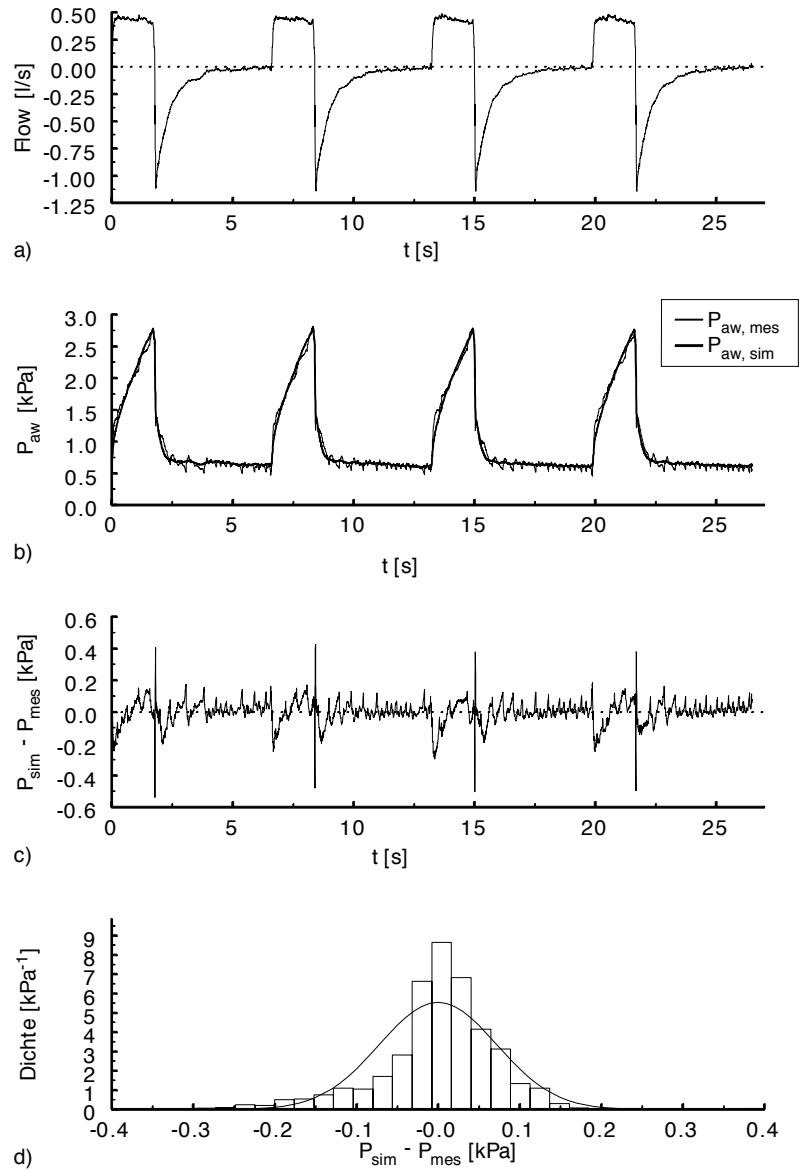 0.50
0.25
0.00
-0.25
-0.50
-0.75
-1.00
-1.25
Flow [l/s]
0 5 10 15 20 25
t [s]
a)
3.0
2.5
2.0
1.5
1.0
0.5
0.0
P_aw [kPa]
P_aw, mes
P_aw, sim
0 5 10 15 20 25
t [s]
b)
0.6
0.4
0.2
0.0
-0.2
-0.4
-0.6
P_sim - P_mes [kPa]
0 5 10 15 20 25
t [s]
c)
9
8
7
6
5
4
3
2
1
0
Dichte [kPa⁻¹]
-0.4 -0.3 -0.2 -0.1 -0.0 0.1 0.2 0.3 0.4
P_sim - P_mes [kPa]
d)